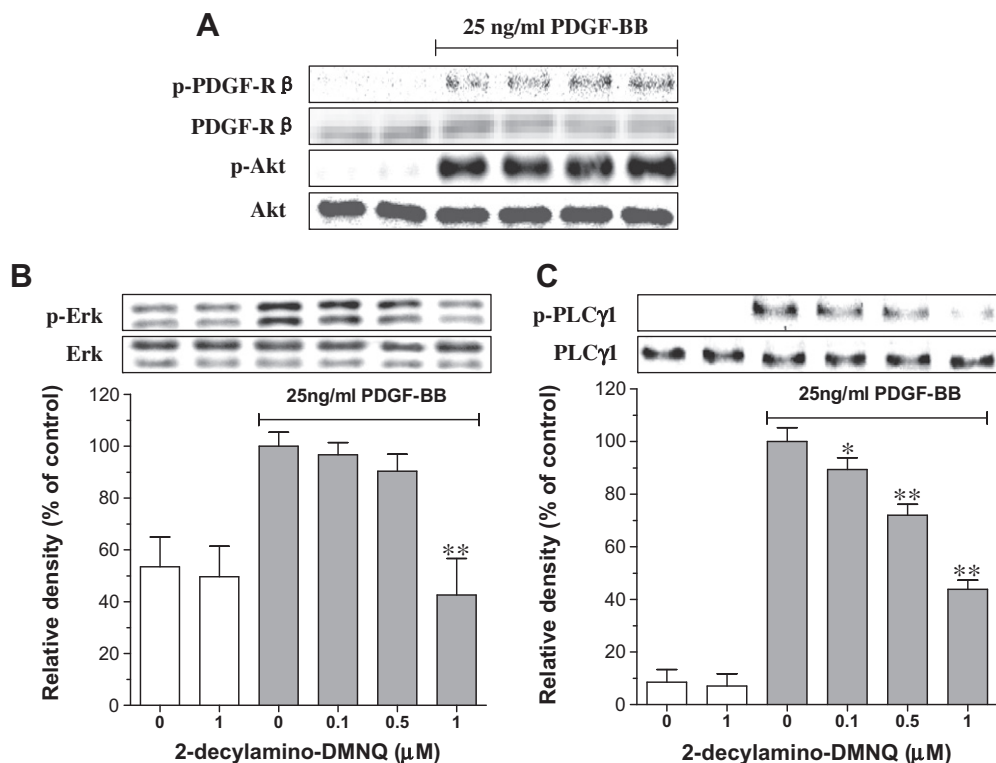 A
25 ng/ml PDGF-BB
p-PDGF-R β
PDGF-R β
p-Akt
Akt
B
p-Erk
Erk
25ng/ml PDGF-BB
120
100
80
60
40
20
0
Relative density (% of control)
**
0 1 0 0.1 0.5 1
2-decylamino-DMNQ (μM)
C
p-PLCγ1
PLCγ1
25ng/ml PDGF-BB
120
100
80
60
40
20
0
Relative density (% of control)
*
**
**
0 1 0 0.1 0.5 1
2-decylamino-DMNQ (μM)